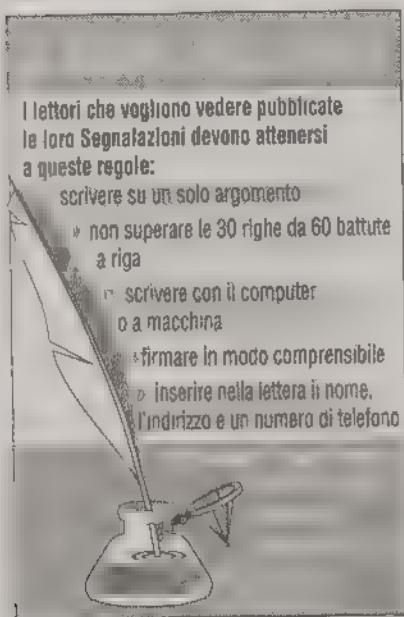 I lettori che vogliono vedere pubblicate
le loro Segnalazioni devono attenersi
a queste regole:
scrivere su un solo argomento
» non superare le 30 righe da 60 battute
a riga
scrivere con il computer
o a macchina
firmare in modo comprensibile
» inserire nella lettera il nome,
l'indirizzo e un numero di telefono